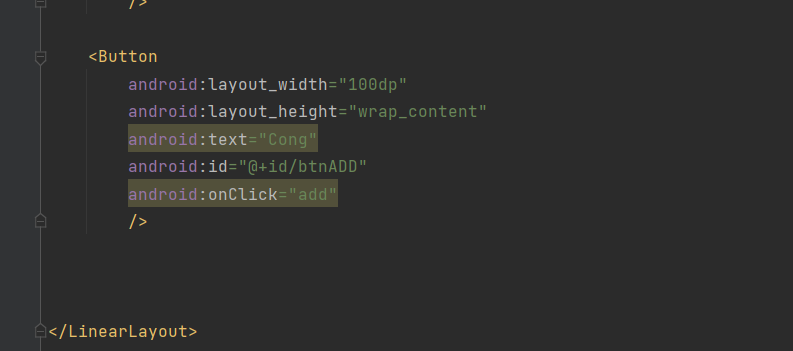 />
<Button
android:layout_width="100dp"
android:layout_height="wrap_content"
android:text="Cong"
android:id="@+id/btnADD"
android:onClick="add"
/>
</LinearLayout>